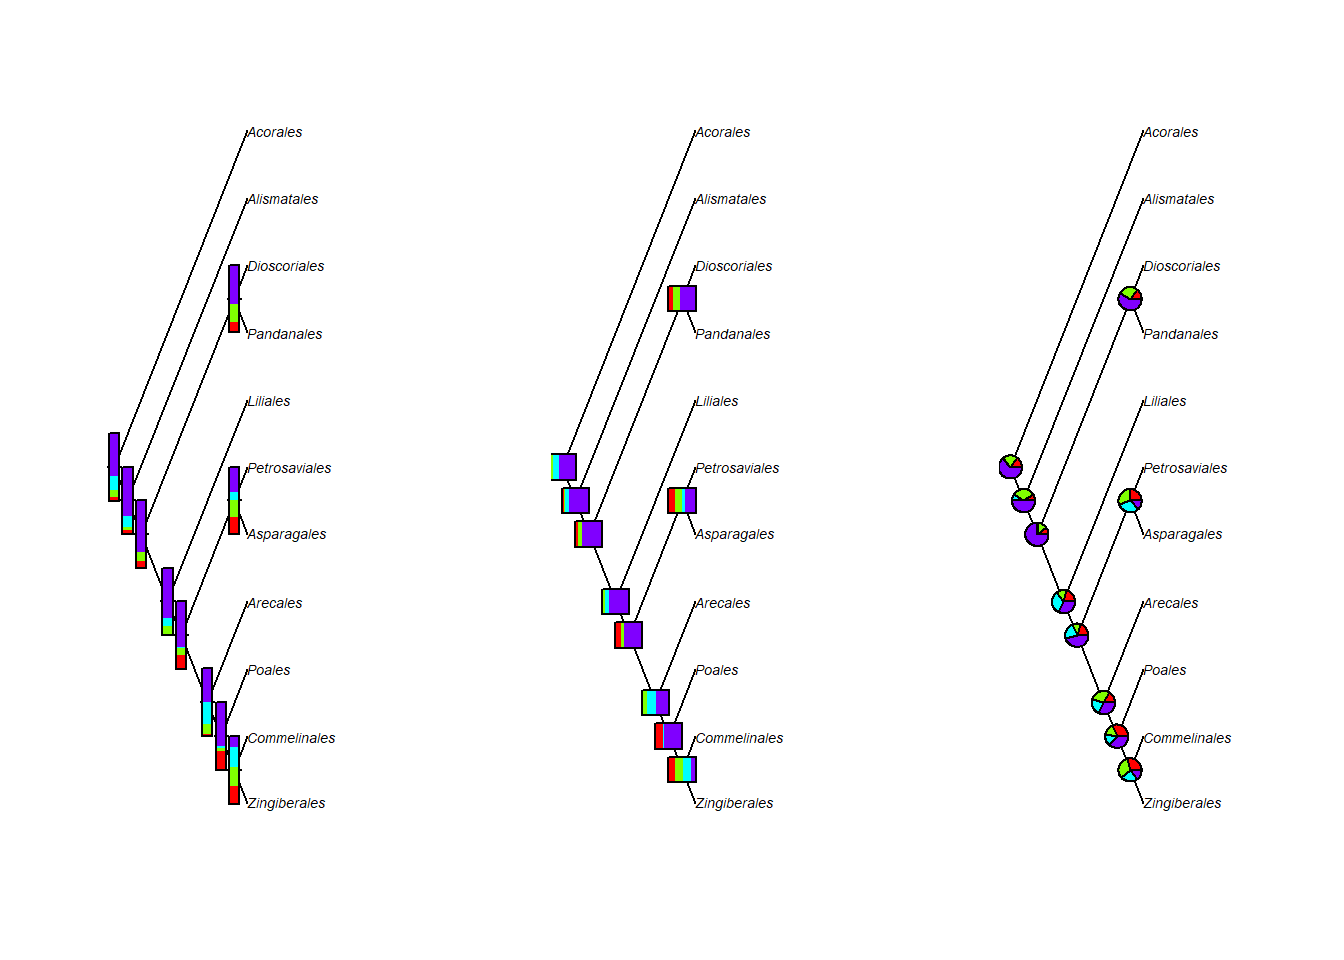 Acorales
Alismatales
Dioscoriales
Pandanales
Liliales
Petrosaviales
Asparagales
Arecales
Poales
Commelinales
Zingiberales
Acorales
Alismatales
Dioscoriales
Pandanales
Liliales
Petrosaviales
Asparagales
Arecales
Poales
Commelinales
Zingiberales
Acorales
Alismatales
Dioscoriales
Pandanales
Liliales
Petrosaviales
Asparagales
Arecales
Poales
Commelinales
Zingiberales